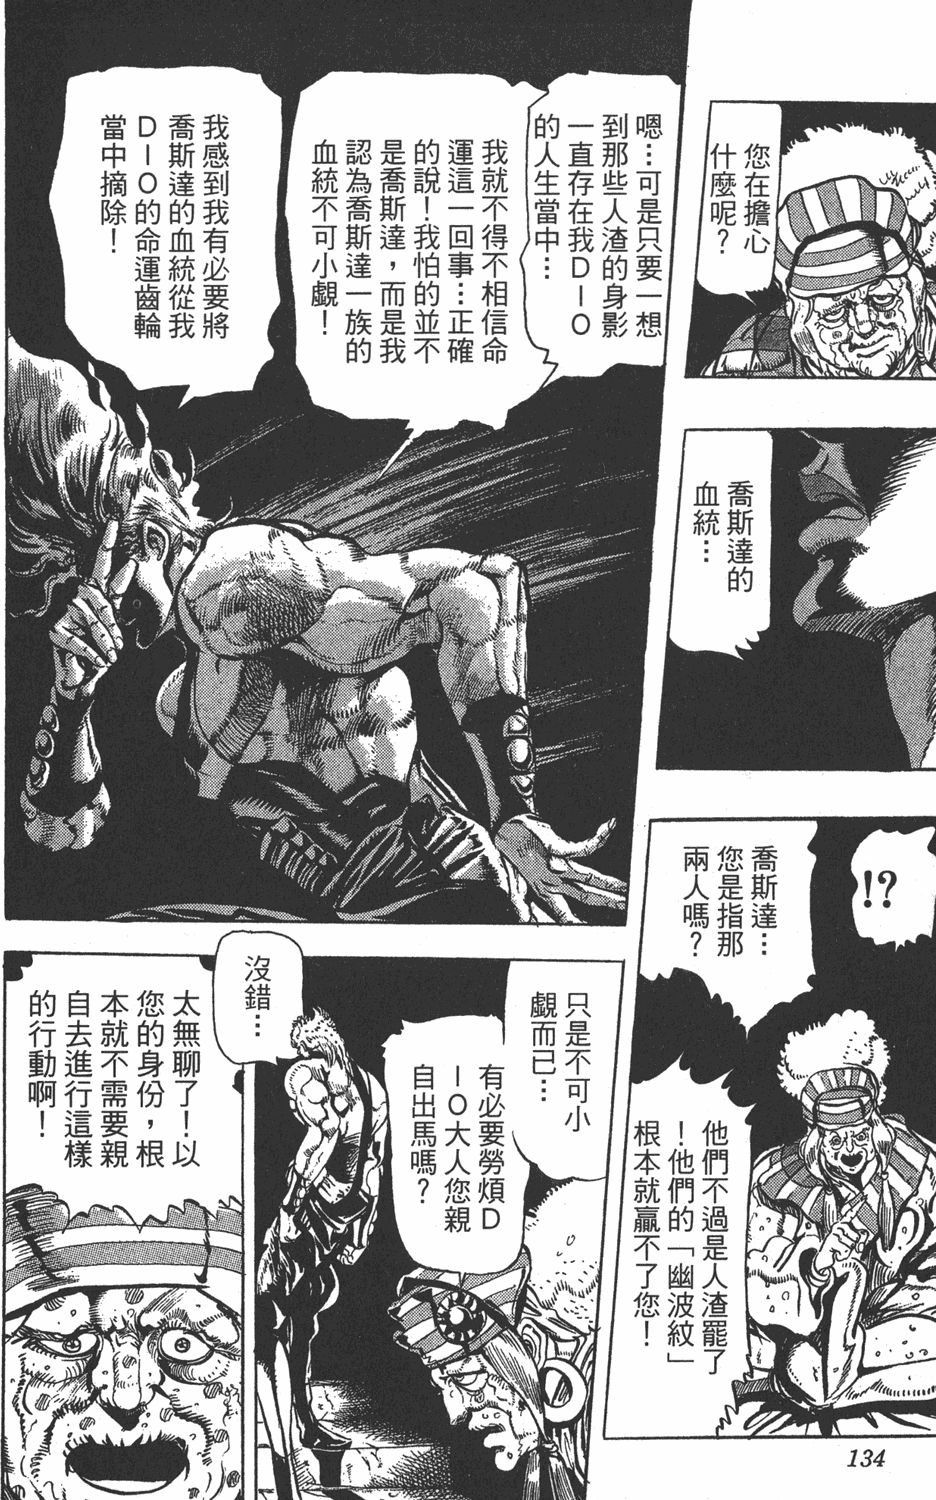 您在擔心
什麼呢？
喬斯達的
血統…
!?
喬斯達…
您是指那
兩人嗎？
他們不過是人渣罷了
！他們的「幽波紋」
根本就贏不了您！
嗯…可是只要一想
到那些人渣的身影
一直存在我DIO
的人生當中…
我就不得不相信命
運這一回事…正確
的說！我怕的並不
是喬斯達，而是我
認為喬斯達一族的
血統不可小覷！
我感到我有必要將
喬斯達的血統從我
DIO的命運齒輪
當中摘除！
只是不可小
覷而已…
有必要勞煩D
IO大人您親
自出馬嗎？
沒錯…
太無聊了！以
您的身份，根
本就不需要親
自去進行這樣
的行動啊！
134